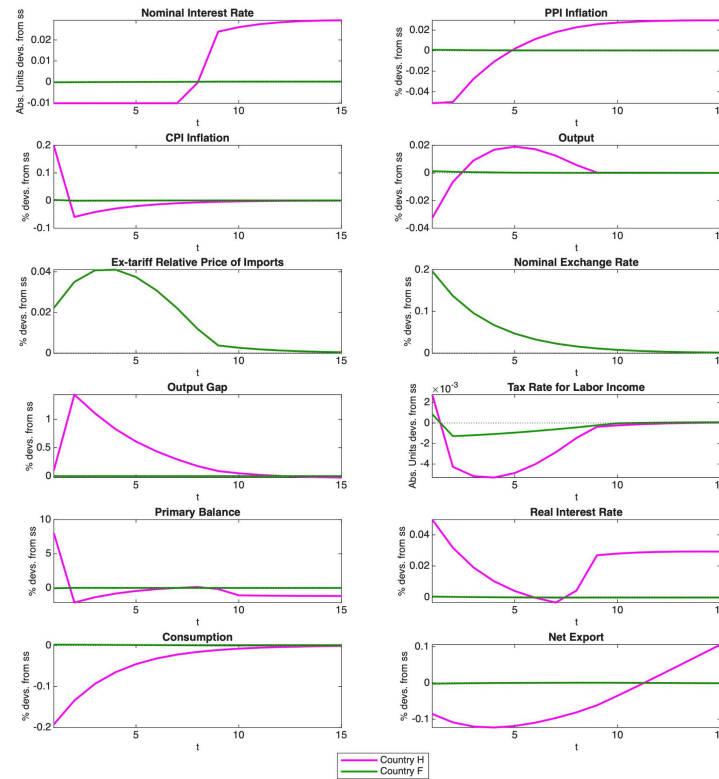 Nominal Interest Rate
Abs. Units devs. from ss
0.02
0
-0.01
5
10
15
t
PPI Inflation
% devs. from ss
0.02
0
-0.04
5
10
15
t
CPI Inflation
% devs. from ss
0.2
0.1
0
-0.1
5
10
15
t
Output
% devs. from ss
0.02
0
-0.02
-0.04
5
10
15
t
Ex-tariff Relative Price of Imports
% devs. from ss
0.04
0.02
0
5
10
15
t
Nominal Exchange Rate
% devs. from ss
0.2
0.1
0
5
10
15
t
Output Gap
% devs. from ss
1
0.5
0
5
10
15
t
Tax Rate for Labor Income
×10⁻³
Abs. Units devs. from ss
2
0
-2
-4
5
10
15
t
Primary Balance
% devs. from ss
10
5
0
5
10
15
t
Real Interest Rate
% devs. from ss
0.04
0.02
0
5
10
15
t
Consumption
% devs. from ss
0
-0.1
-0.2
5
10
15
t
Net Export
% devs. from ss
0.1
0
-0.1
5
10
15
t
Country H
Country F